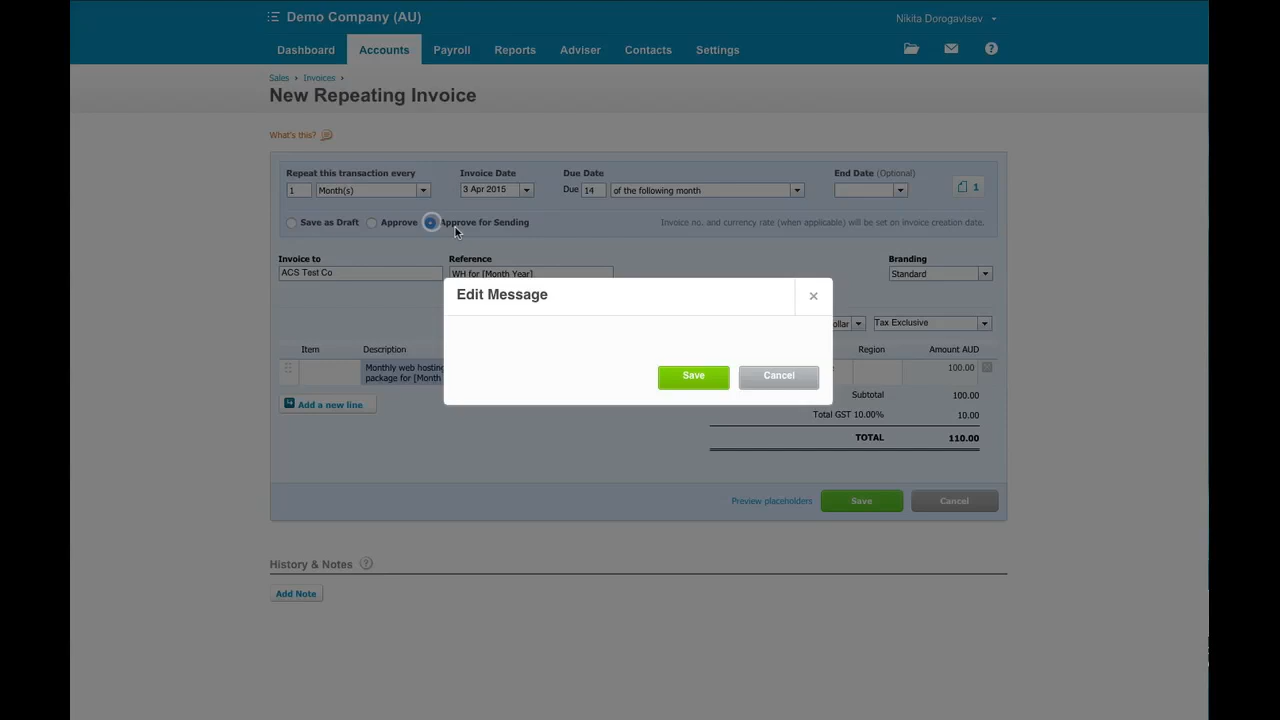 Demo Company (AU)
Nikita Dorogavtsev
Dashboard Accounts Payroll Reports Adviser Contacts Settings
Sales › Invoices ›
New Repeating Invoice
What's this?
Repeat this transaction every Invoice Date Due Date End Date (Optional)
1 Month(s) 3 Apr 2015 Due 14 of the following month 1
Save as Draft Approve Approve for Sending Invoice no. and currency rate (when applicable) will be set on invoice creation date.
Invoice to Reference Branding
ACS Test Co WH for [Month Year] Standard
Edit Message
ollar Tax Exclusive
Item Description Region Amount AUD
Monthly web hosting 100.00
package for [Month
Save Cancel
Subtotal 100.00
Add a new line
Total GST 10.00% 10.00
TOTAL 110.00
Preview placeholders Save Cancel
History & Notes ?
Add Note